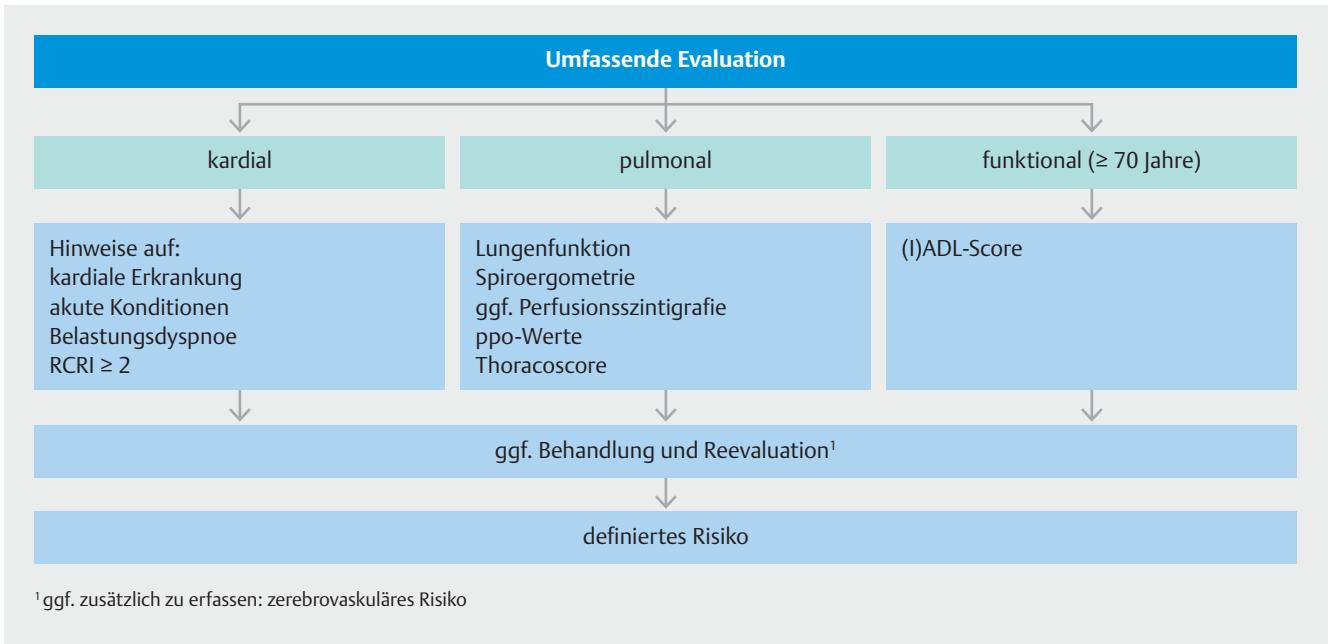 Umfassende Evaluation
kardial
pulmonal
funktional (≥ 70 Jahre)
Hinweise auf:
kardiale Erkrankung
akute Konditionen
Belastungsdyspnoe
RCRI ≥ 2
Lungenfunktion
Spiroergometrie
ggf. Perfusionsszintigrafie
ppo-Werte
Thoracoscore
(I)ADL-Score
ggf. Behandlung und Reevaluation¹
definiertes Risiko
¹ ggf. zusätzlich zu erfassen: zerebrovaskuläres Risiko